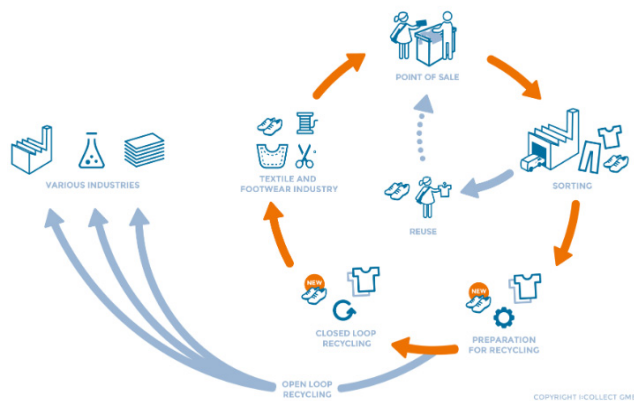 POINT OF SALE
VARIOUS INDUSTRIES
TEXTILE AND
FOOTWEAR INDUSTRY
SORTING
REUSE
NEW
CLOSED LOOP
RECYCLING
NEW
PREPARATION
FOR RECYCLING
OPEN LOOP
RECYCLING
COPYRIGHT I:COLLECT GMB